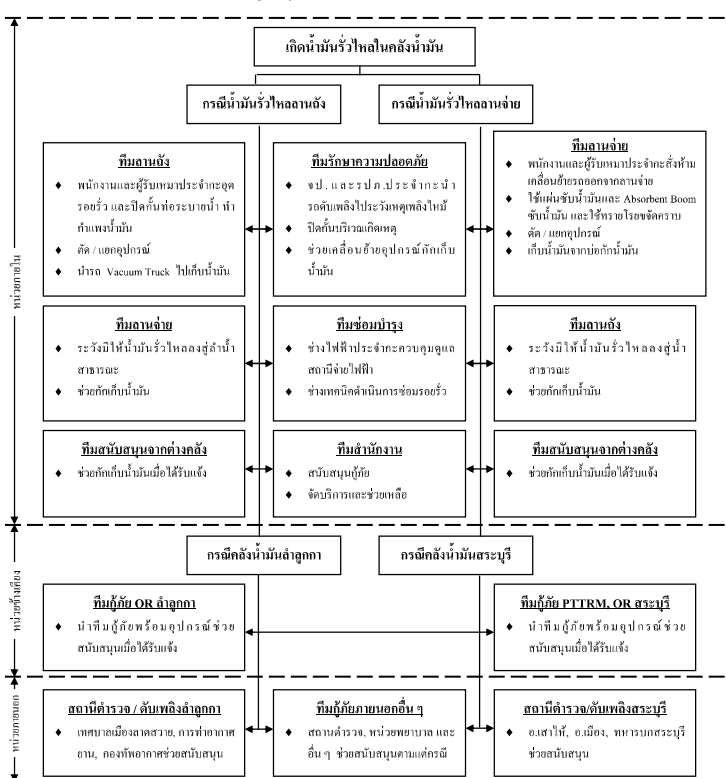 เกิดน้ำมันรั่วไหลในคลังน้ำมัน
กรณีน้ำมันรั่วไหลลานถัง
กรณีน้ำมันรั่วไหลลานจ่าย
หน่วยภายใน
ทีมลานถัง
♦ พนักงานและผู้รับเหมาประจำกะอุด
รอยรั่ว และปิดกั้นท่อระบายน้ำ ทำ
กำแพงน้ำมัน
♦ ตัด / แยกอุปกรณ์
♦ นำรถ Vacuum Truck ไปเก็บน้ำมัน
ทีมรักษาความปลอดภัย
♦ จป. และรปภ.ประจำกะนำ
รถดับเพลิงไประวังเหตุเพลิงไหม้
♦ ปิดกั้นบริเวณเกิดเหตุ
♦ ช่วยเคลื่อนย้ายอุปกรณ์กักเก็บ
น้ำมัน
ทีมลานจ่าย
♦ พนักงานและผู้รับเหมาประจำกะสั่งห้าม
เคลื่อนย้ายรถออกจากลานจ่าย
♦ ใช้แผ่นซับน้ำมันและ Absorbent Boom
ซับน้ำมัน และใช้ทรายโรยขจัดคราบ
♦ ตัด / แยกอุปกรณ์
♦ เก็บน้ำมันจากบ่อกักน้ำมัน
ทีมลานจ่าย
♦ ระวังมิให้น้ำมันรั่วไหลลงสู่ลำน้ำ
สาธารณะ
♦ ช่วยกักเก็บน้ำมัน
ทีมซ่อมบำรุง
♦ ช่างไฟฟ้าประจำกะควบคุมดูแล
สถานีจ่ายไฟฟ้า
♦ ช่างเทคนิคดำเนินการซ่อมรอยรั่ว
ทีมลานถัง
♦ ระวังมิให้น้ำมันรั่วไหลลงสู่น้ำ
สาธารณะ
♦ ช่วยกักเก็บน้ำมัน
ทีมสนับสนุนจากต่างคลัง
♦ ช่วยกักเก็บน้ำมันเมื่อได้รับแจ้ง
ทีมสำนักงาน
♦ สนับสนุนกู้ภัย
♦ จัดบริการและช่วยเหลือ
ทีมสนับสนุนจากต่างคลัง
♦ ช่วยกักเก็บน้ำมันเมื่อได้รับแจ้ง
หน่วยข้างเคียง
กรณีคลังน้ำมันลำลูกกา
กรณีคลังน้ำมันสระบุรี
ทีมกู้ภัย OR ลำลูกกา
♦ นำทีมกู้ภัยพร้อมอุปกรณ์ช่วย
สนับสนุนเมื่อได้รับแจ้ง
ทีมกู้ภัย PTTRM, OR สระบุรี
♦ นำทีมกู้ภัยพร้อมอุปกรณ์ช่วย
สนับสนุนเมื่อได้รับแจ้ง
หน่วยภายนอก
สถานีตำรวจ / ดับเพลิงลำลูกกา
♦ เทศบาลเมืองลาดสวาย, การท่าอากาศ
ยาน, กองทัพอากาศช่วยสนับสนุน
ทีมกู้ภัยภายนอกอื่น ๆ
♦ สถานตำรวจ, หน่วยพยาบาล และ
อื่น ๆ ช่วยสนับสนุนตามแต่กรณี
สถานีตำรวจ/ดับเพลิงสระบุรี
♦ อ.เสาไห้, อ.เมือง, ทหารบกสระบุรี
ช่วยสนับสนุน